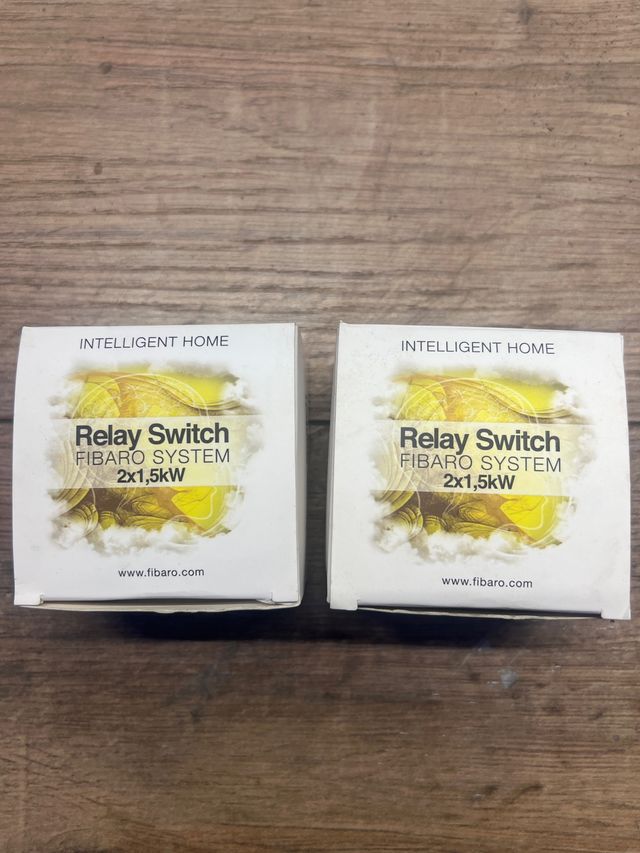 INTELLIGENT HOME
Relay Switch
FIBARO SYSTEM
2x1,5kW
www.fibaro.com
INTELLIGENT HOME
Relay Switch
FIBARO SYSTEM
2x1,5kW
www.fibaro.com